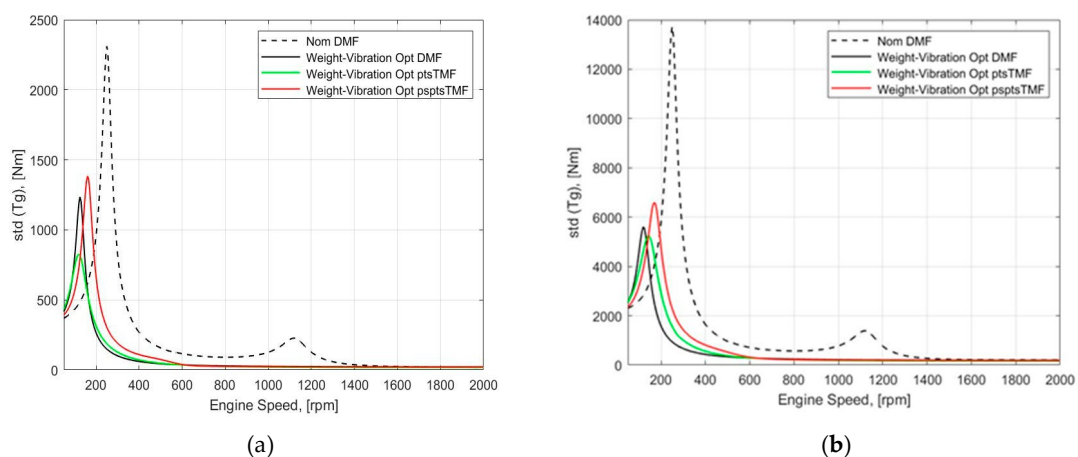 2500
2000
1500
1000
500
0
std (Tg), [Nm]
200 400 600 800 1000 1200 1400 1600 1800 2000
Engine Speed, [rpm]
Nom DMF
Weight-Vibration Opt DMF
Weight-Vibration Opt ptsTMF
Weight-Vibration Opt psptsTMF
(a)
14000
12000
10000
8000
6000
4000
2000
0
std (Tg), [Nm]
200 400 600 800 1000 1200 1400 1600 1800 2000
Engine Speed, [rpm]
Nom DMF
Weight-Vibration Opt DMF
Weight-Vibration Opt ptsTMF
Weight-Vibration Opt psptsTMF
(b)